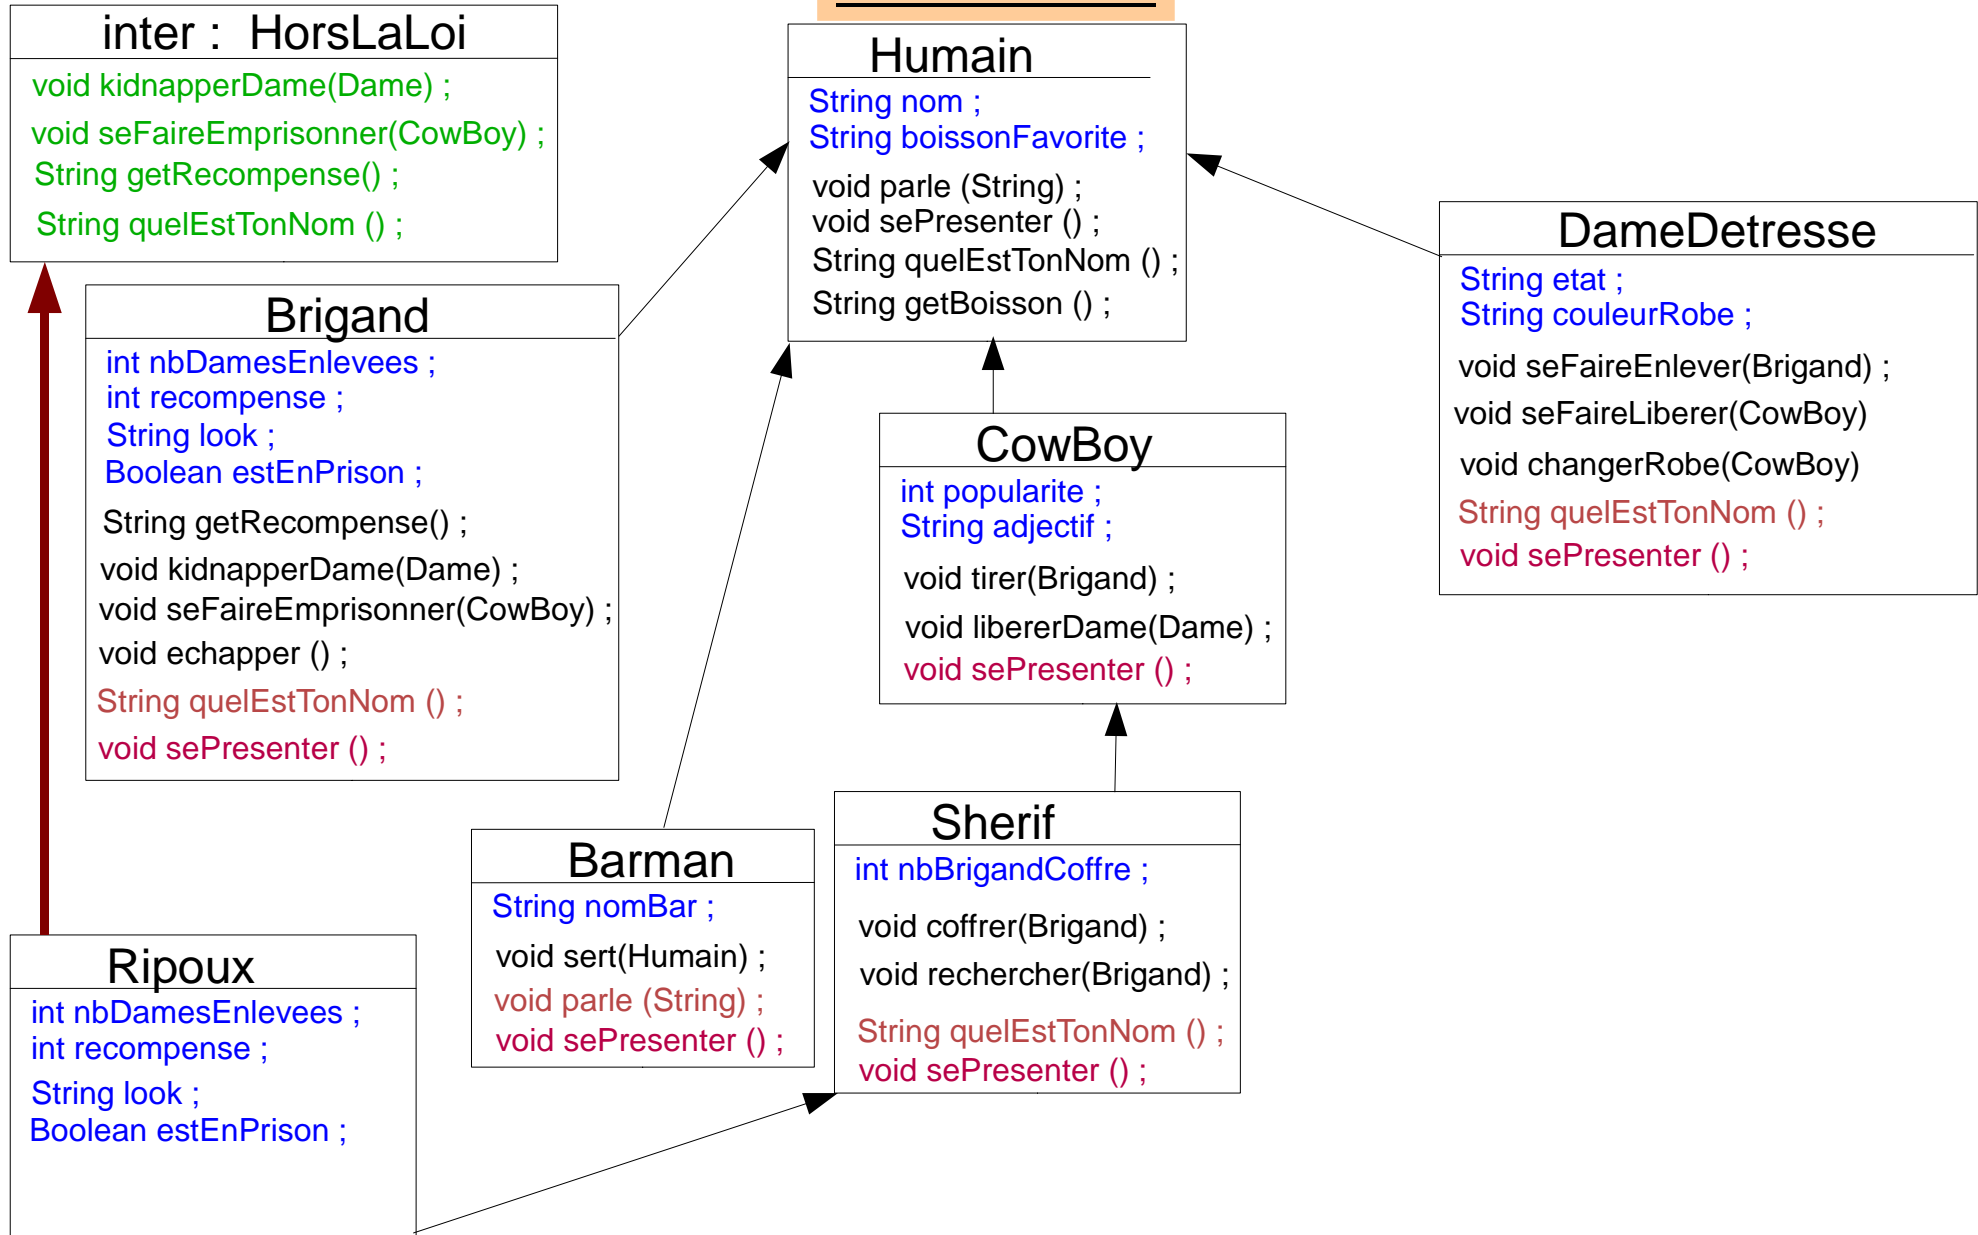 inter :  HorsLaLoi
void kidnapperDame(Dame) ;
void seFaireEmprisonner(CowBoy) ;
String getRecompense() ;
String quelEstTonNom () ;
Humain
String nom ;
String boissonFavorite ;
void parle (String) ;
void sePresenter () ;
String quelEstTonNom () ;
String getBoisson () ;
DameDetresse
String etat ;
String couleurRobe ;
void seFaireEnlever(Brigand) ;
void seFaireLiberer(CowBoy)
void changerRobe(CowBoy)
String quelEstTonNom () ;
void sePresenter () ;
Brigand
int nbDamesEnlevees ;
int recompense ;
String look ;
Boolean estEnPrison ;
String getRecompense() ;
void kidnapperDame(Dame) ;
void seFaireEmprisonner(CowBoy) ;
void echapper () ;
String quelEstTonNom () ;
void sePresenter () ;
CowBoy
int popularite ;
String adjectif ;
void tirer(Brigand) ;
void libererDame(Dame) ;
void sePresenter () ;
Barman
String nomBar ;
void sert(Humain) ;
void parle (String) ;
void sePresenter () ;
Sherif
int nbBrigandCoffre ;
void coffrer(Brigand) ;
void rechercher(Brigand) ;
String quelEstTonNom () ;
void sePresenter () ;
Ripoux
int nbDamesEnlevees ;
int recompense ;
String look ;
Boolean estEnPrison ;